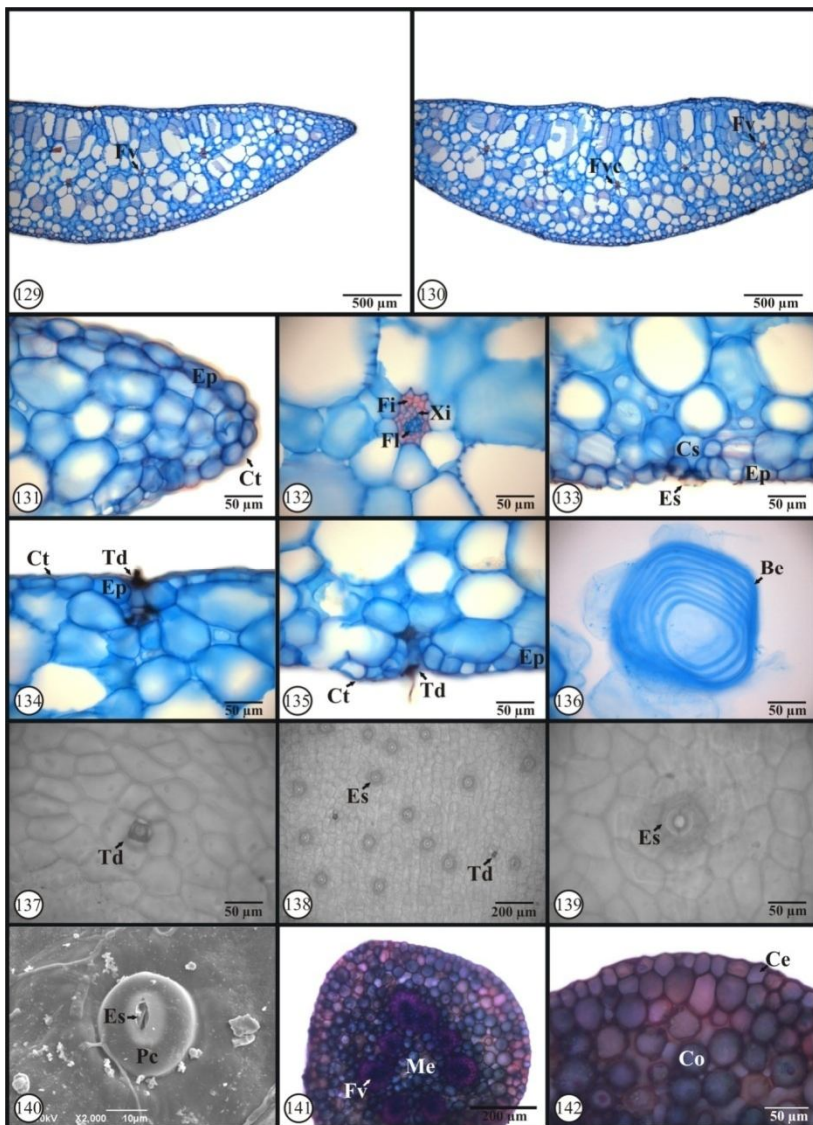 Fv
129
500 µm
Fv
Fvc
130
500 µm
Ep
Ct
131
50 µm
Fi
Xi
Fl
132
50 µm
Cs
Ep
Es
133
50 µm
Ct
Td
Ep
134
50 µm
Ep
Ct
Td
135
50 µm
Be
136
50 µm
Td
137
50 µm
Es
Td
138
200 µm
Es
139
50 µm
Es
Pc
140
0kV X2,000 10µm
Me
Fv
141
200 µm
Ce
Co
142
50 µm